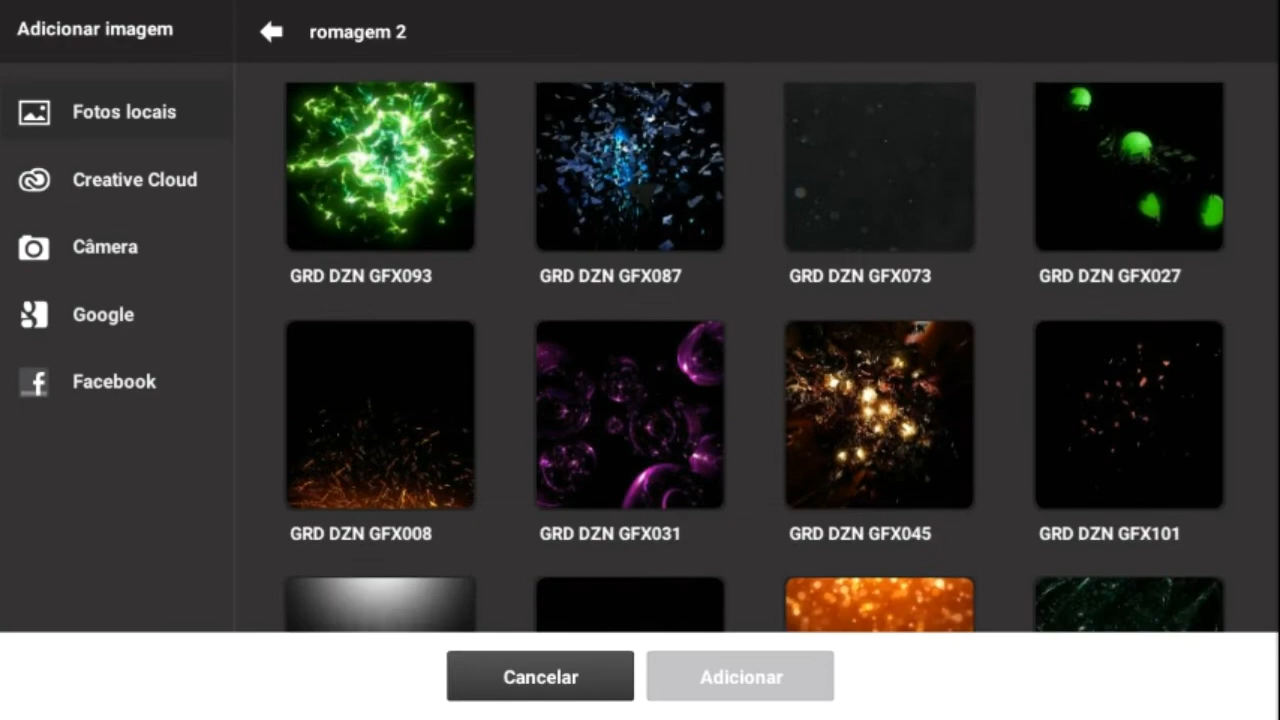 Adicionar imagem
romagem 2
Fotos locais
Creative Cloud
Câmera
Google
Facebook
GRD DZN GFX093
GRD DZN GFX087
GRD DZN GFX073
GRD DZN GFX027
GRD DZN GFX008
GRD DZN GFX031
GRD DZN GFX045
GRD DZN GFX101
Cancelar
Adicionar